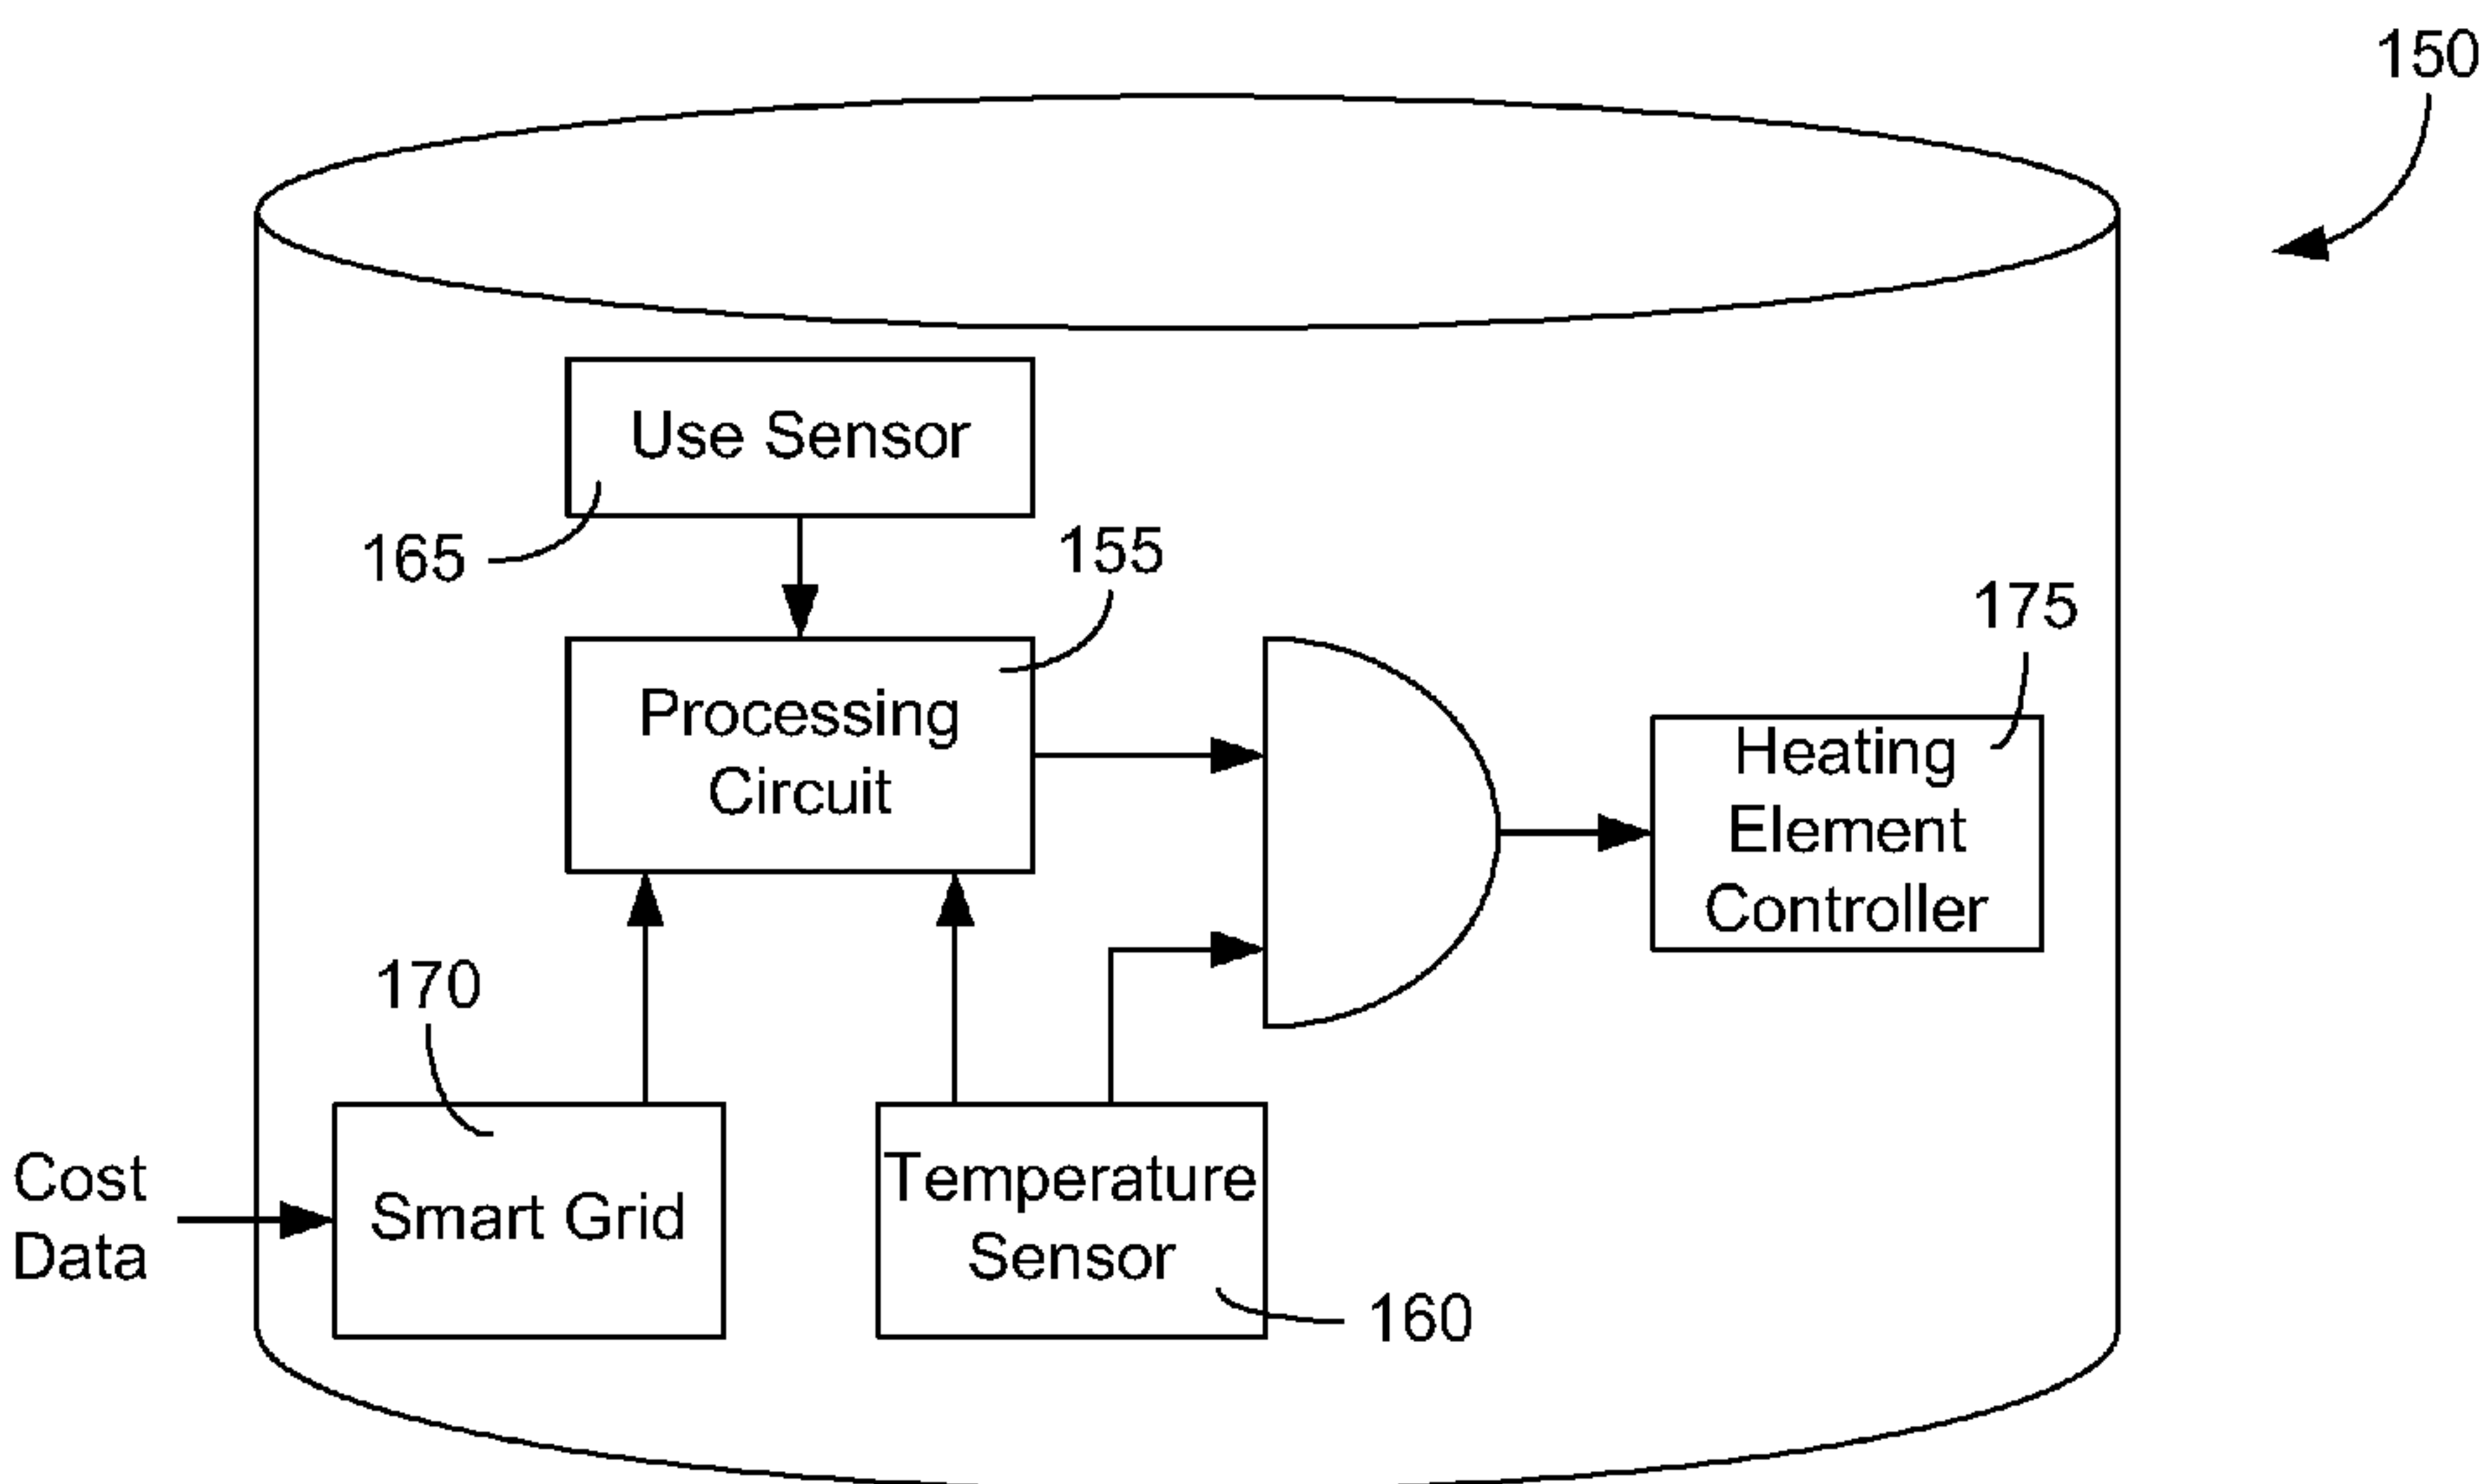 150
Use Sensor
165
155
Processing
Circuit
175
Heating
Element
Controller
170
Cost
Data
Smart Grid
Temperature
Sensor
160